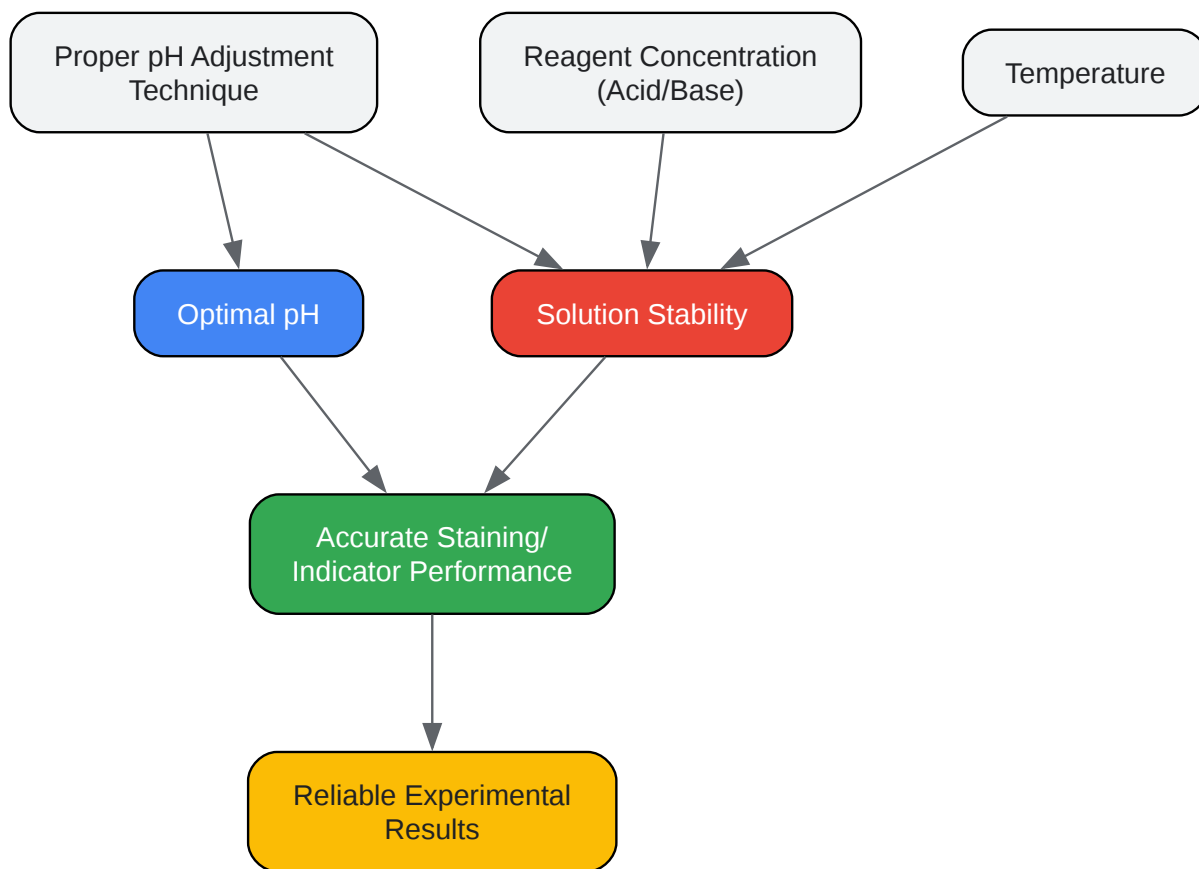 Proper pH Adjustment
Technique
Reagent Concentration
(Acid/Base)
Temperature
Optimal pH
Solution Stability
Accurate Staining/
Indicator Performance
Reliable Experimental
Results